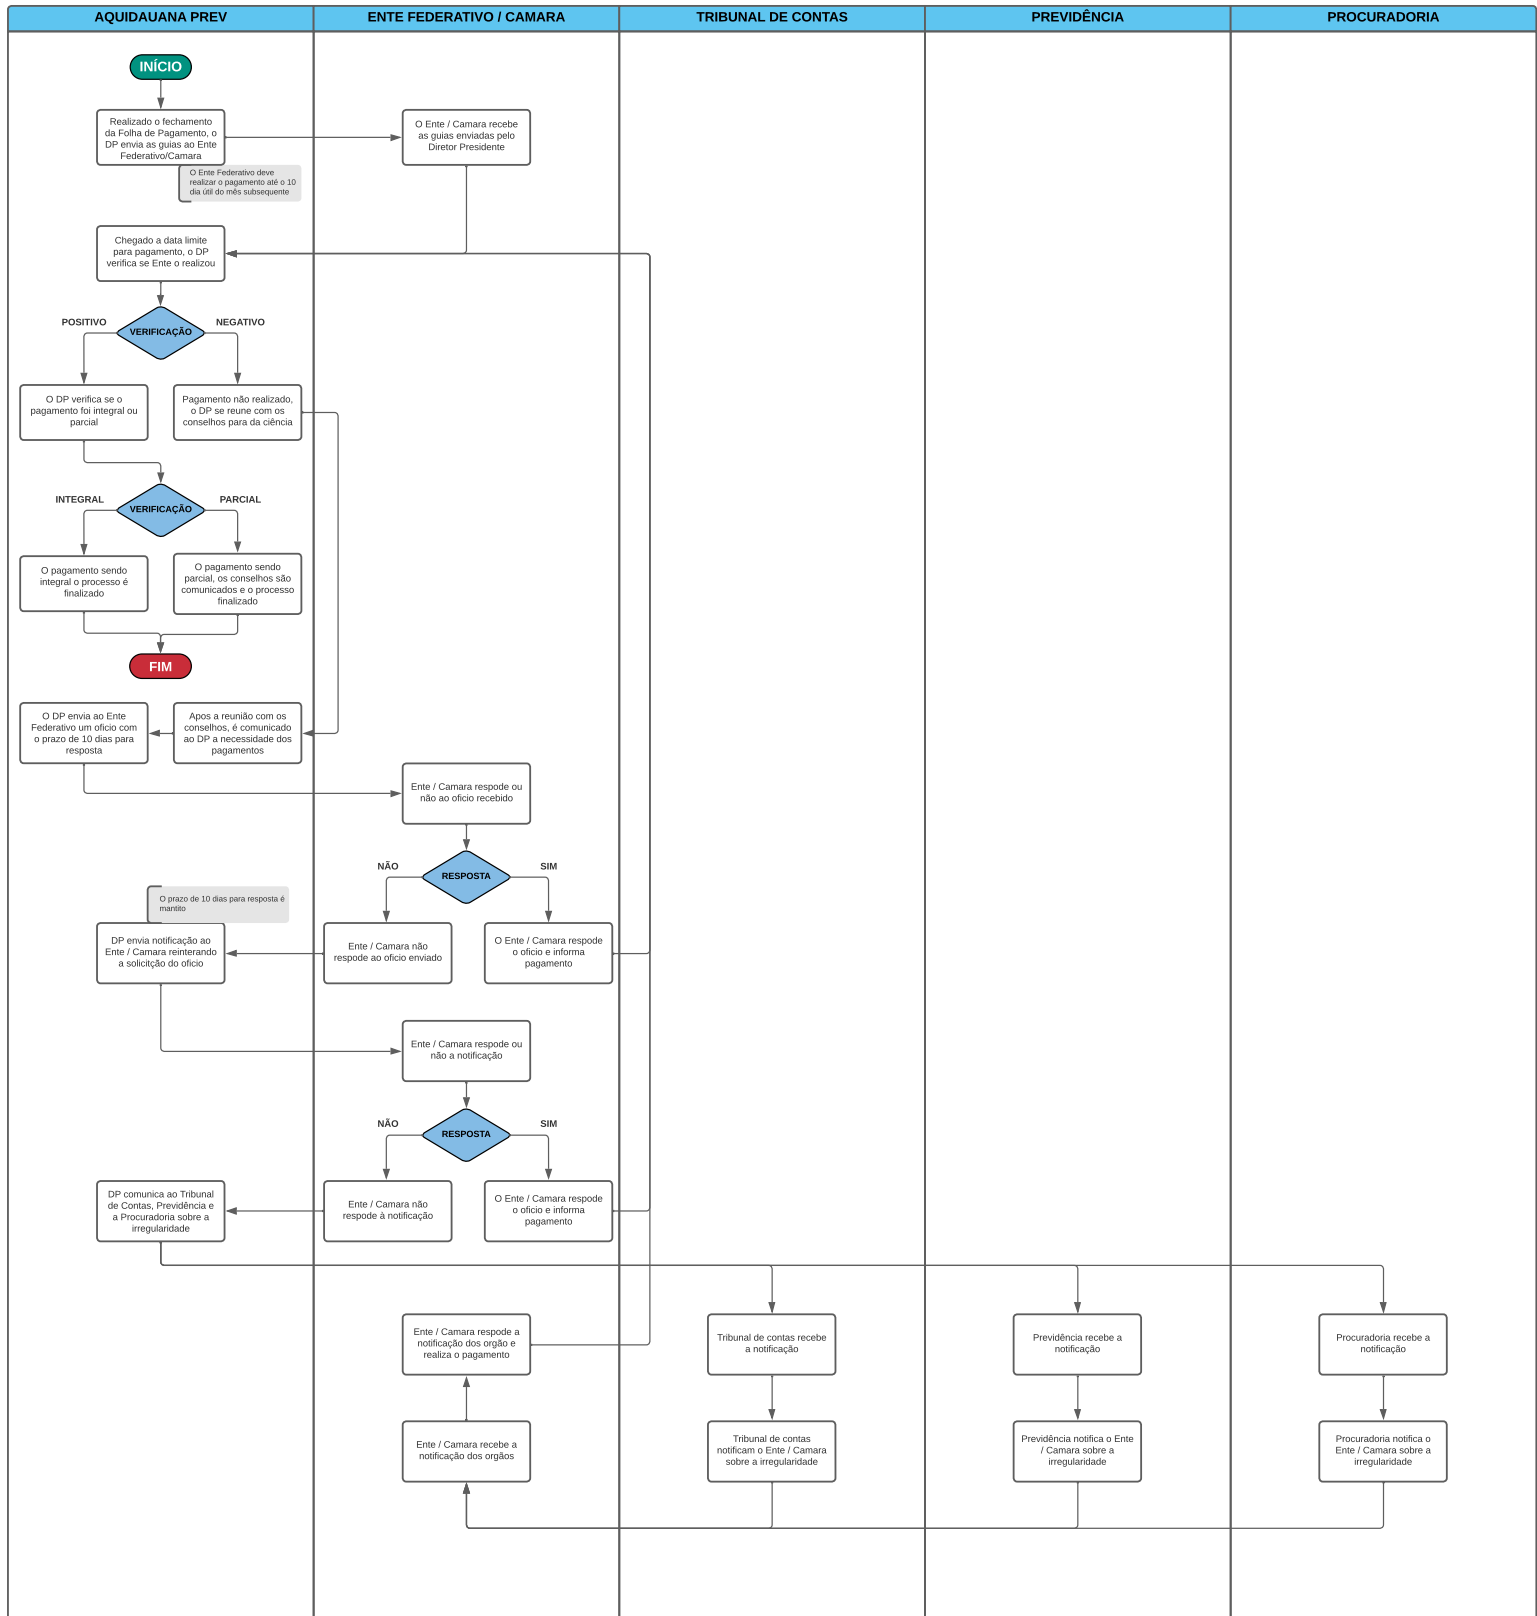 AQUIDAUANA PREV
ENTE FEDERATIVO / CAMARA
TRIBUNAL DE CONTAS
PREVIDÊNCIA
PROCURADORIA
INÍCIO
Realizado o fechamento
da Folha de Pagamento, o
DP envia as guias ao Ente
Federativo/Camara
O Ente / Camara recebe
as guias enviadas pelo
Diretor Presidente
O Ente Federativo deve
realizar o pagamento até o 10
dia útil do mês subsequente
Chegado a data limite
para pagamento, o DP
verifica se Ente o realizou
POSITIVO
VERIFICAÇÃO
NEGATIVO
O DP verifica se o
pagamento foi integral ou
parcial
Pagamento não realizado,
o DP se reune com os
conselhos para da ciência
INTEGRAL
VERIFICAÇÃO
PARCIAL
O pagamento sendo
integral o processo é
finalizado
O pagamento sendo
parcial, os conselhos são
comunicados e o processo
finalizado
FIM
O DP envia ao Ente
Federativo um oficio com
o prazo de 10 dias para
resposta
Apos a reunião com os
conselhos, é comunicado
ao DP a necessidade dos
pagamentos
Ente / Camara respode ou
não ao oficio recebido
NÃO
RESPOSTA
SIM
O prazo de 10 dias para resposta é
mantito
DP envia notificação ao
Ente / Camara reinterando
a solicitção do oficio
Ente / Camara não
respode ao oficio enviado
O Ente / Camara respode
o oficio e informa
pagamento
Ente / Camara respode ou
não a notificação
NÃO
RESPOSTA
SIM
DP comunica ao Tribunal
de Contas, Previdência e
a Procuradoria sobre a
irregularidade
Ente / Camara não
respode à notificação
O Ente / Camara respode
o oficio e informa
pagamento
Ente / Camara respode a
notificação dos orgão e
realiza o pagamento
Tribunal de contas recebe
a notificação
Previdência recebe a
notificação
Procuradoria recebe a
notificação
Ente / Camara recebe a
notificação dos orgãos
Tribunal de contas
notificam o Ente / Camara
sobre a irregularidade
Previdência notifica o Ente
/ Camara sobre a
irregularidade
Procuradoria notifica o
Ente / Camara sobre a
irregularidade